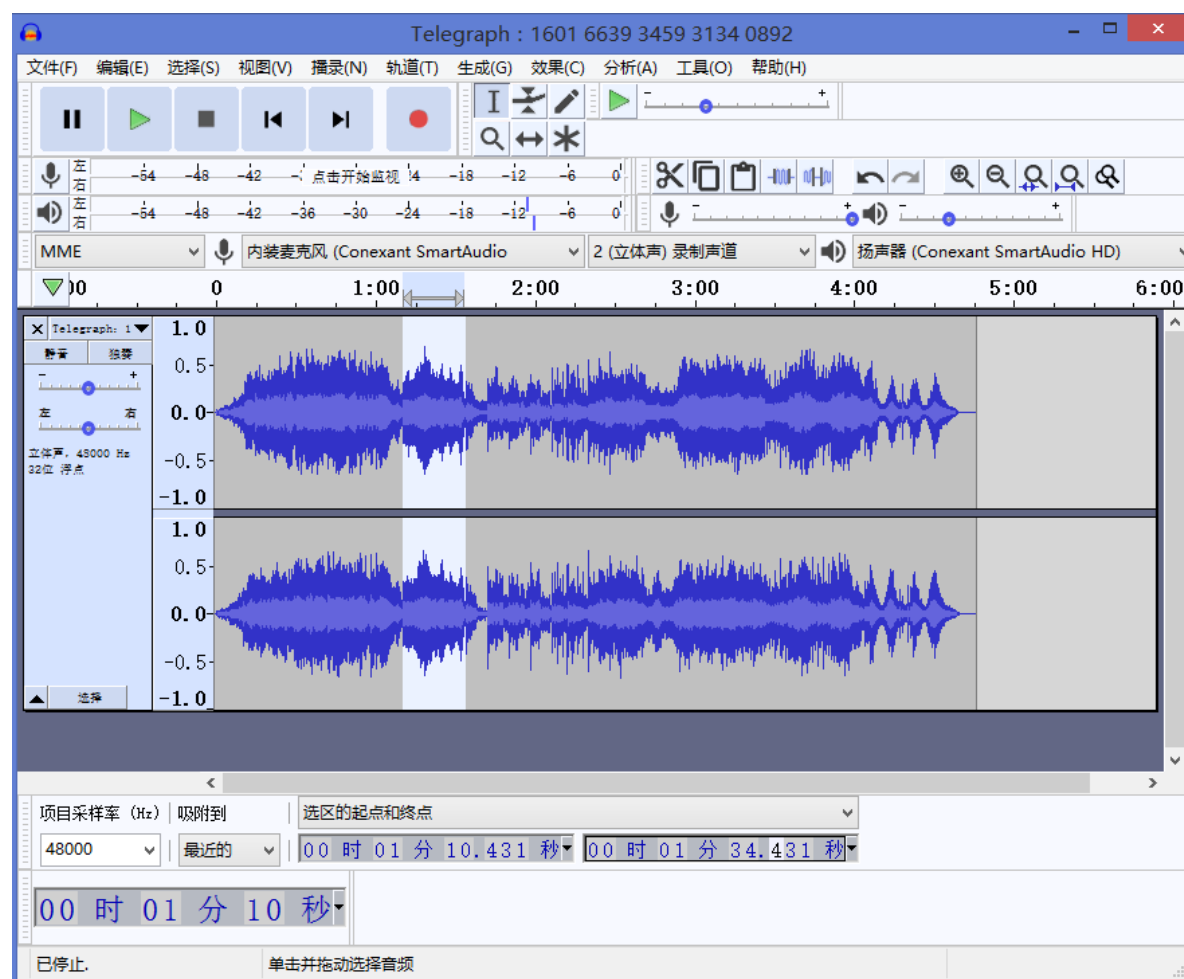 Telegraph : 1601 6639 3459 3134 0892
文件(F) 编辑(E) 选择(S) 视图(V) 播录(N) 轨道(T) 生成(G) 效果(C) 分析(A) 工具(O) 帮助(H)
左 右 -54 -48 -42 点击开始监视 -18 -12 -6 0
左 右 -54 -48 -42 -36 -30 -24 -18 -12 -6 0
MME 内装麦克风 (Conexant SmartAudio 2 (立体声) 录制声道 扬声器 (Conexant SmartAudio HD)
0 1:00 2:00 3:00 4:00 5:00 6:00
Telegraph: 1
静音 独奏
左 右
立体声, 48000 Hz
32位 浮点
选择
1.0
0.5
0.0
-0.5
-1.0
1.0
0.5
0.0
-0.5
-1.0
项目采样率 (Hz) 吸附到 选区的起点和终点
48000 最近的 00 时 01 分 10.431 秒 00 时 01 分 34.431 秒
00 时 01 分 10 秒
已停止. 单击并拖动选择音频